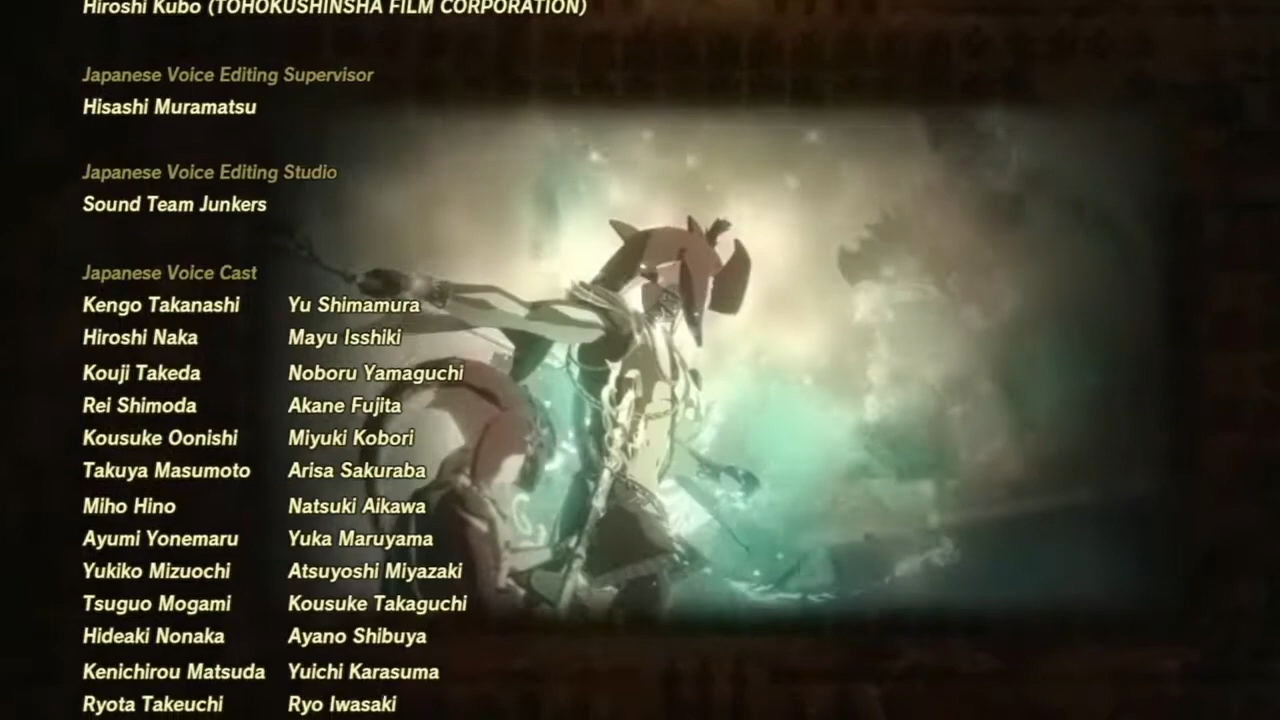 Hiroshi Kubo (TOHOKUSHINSHA FILM CORPORATION)
Japanese Voice Editing Supervisor
Hisashi Muramatsu
Japanese Voice Editing Studio
Sound Team Junkers
Japanese Voice Cast
Kengo Takanashi Yu Shimamura
Hiroshi Naka Mayu Isshiki
Kouji Takeda Noboru Yamaguchi
Rei Shimoda Akane Fujita
Kousuke Oonishi Miyuki Kobori
Takuya Masumoto Arisa Sakuraba
Miho Hino Natsuki Aikawa
Ayumi Yonemaru Yuka Maruyama
Yukiko Mizuochi Atsuyoshi Miyazaki
Tsuguo Mogami Kousuke Takaguchi
Hideaki Nonaka Ayano Shibuya
Kenichirou Matsuda Yuichi Karasuma
Ryota Takeuchi Ryo Iwasaki